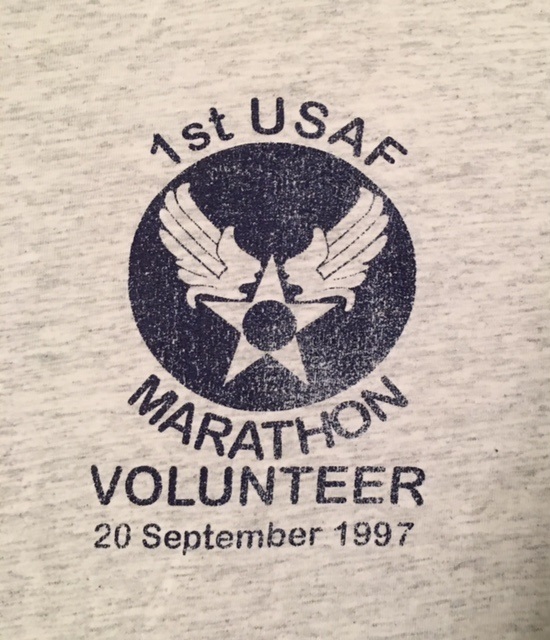 1st USAF
MARATHON
VOLUNTEER
20 September 1997